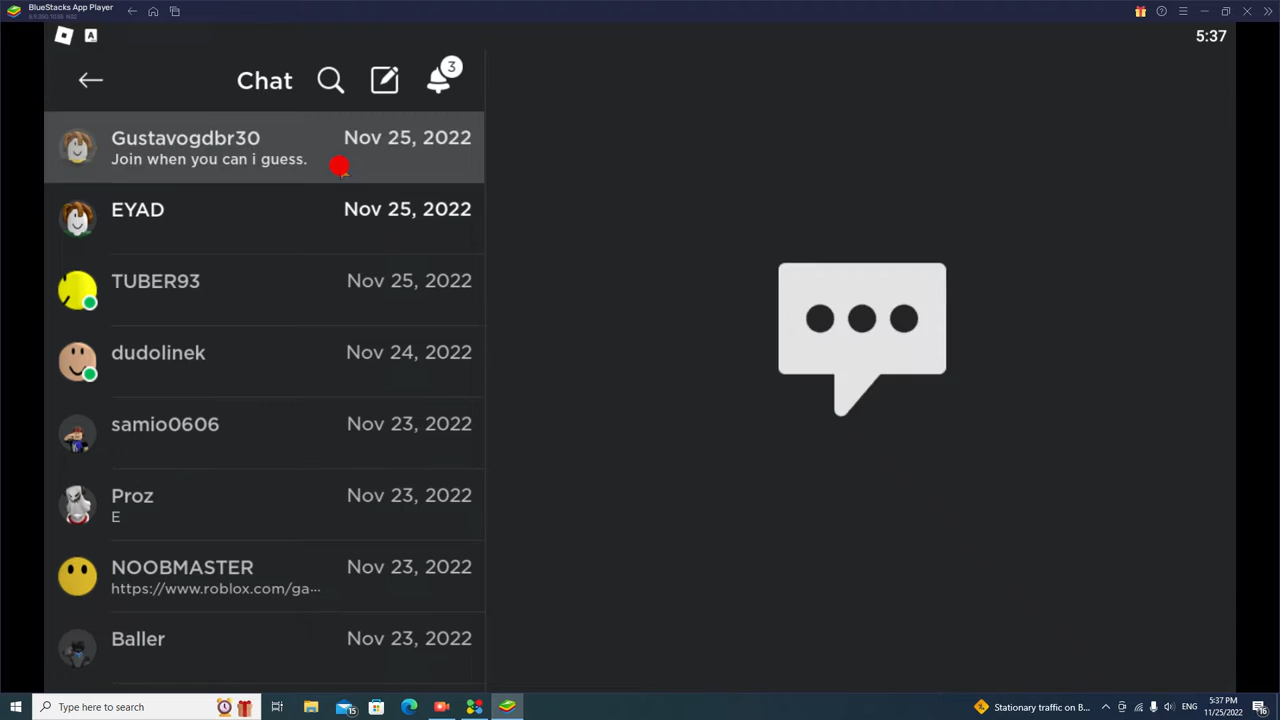 BlueStacks App Player
5:37
Chat
3
Gustavogdbr30
Nov 25, 2022
Join when you can i guess.
EYAD
Nov 25, 2022
TUBER93
Nov 25, 2022
dudolinek
Nov 24, 2022
samio0606
Nov 23, 2022
Proz
Nov 23, 2022
E
NOOBMASTER
Nov 23, 2022
https://www.roblox.com/ga...
Baller
Nov 23, 2022
Type here to search
15
Stationary traffic on B...
ENG
5:37 PM
11/25/2022
16